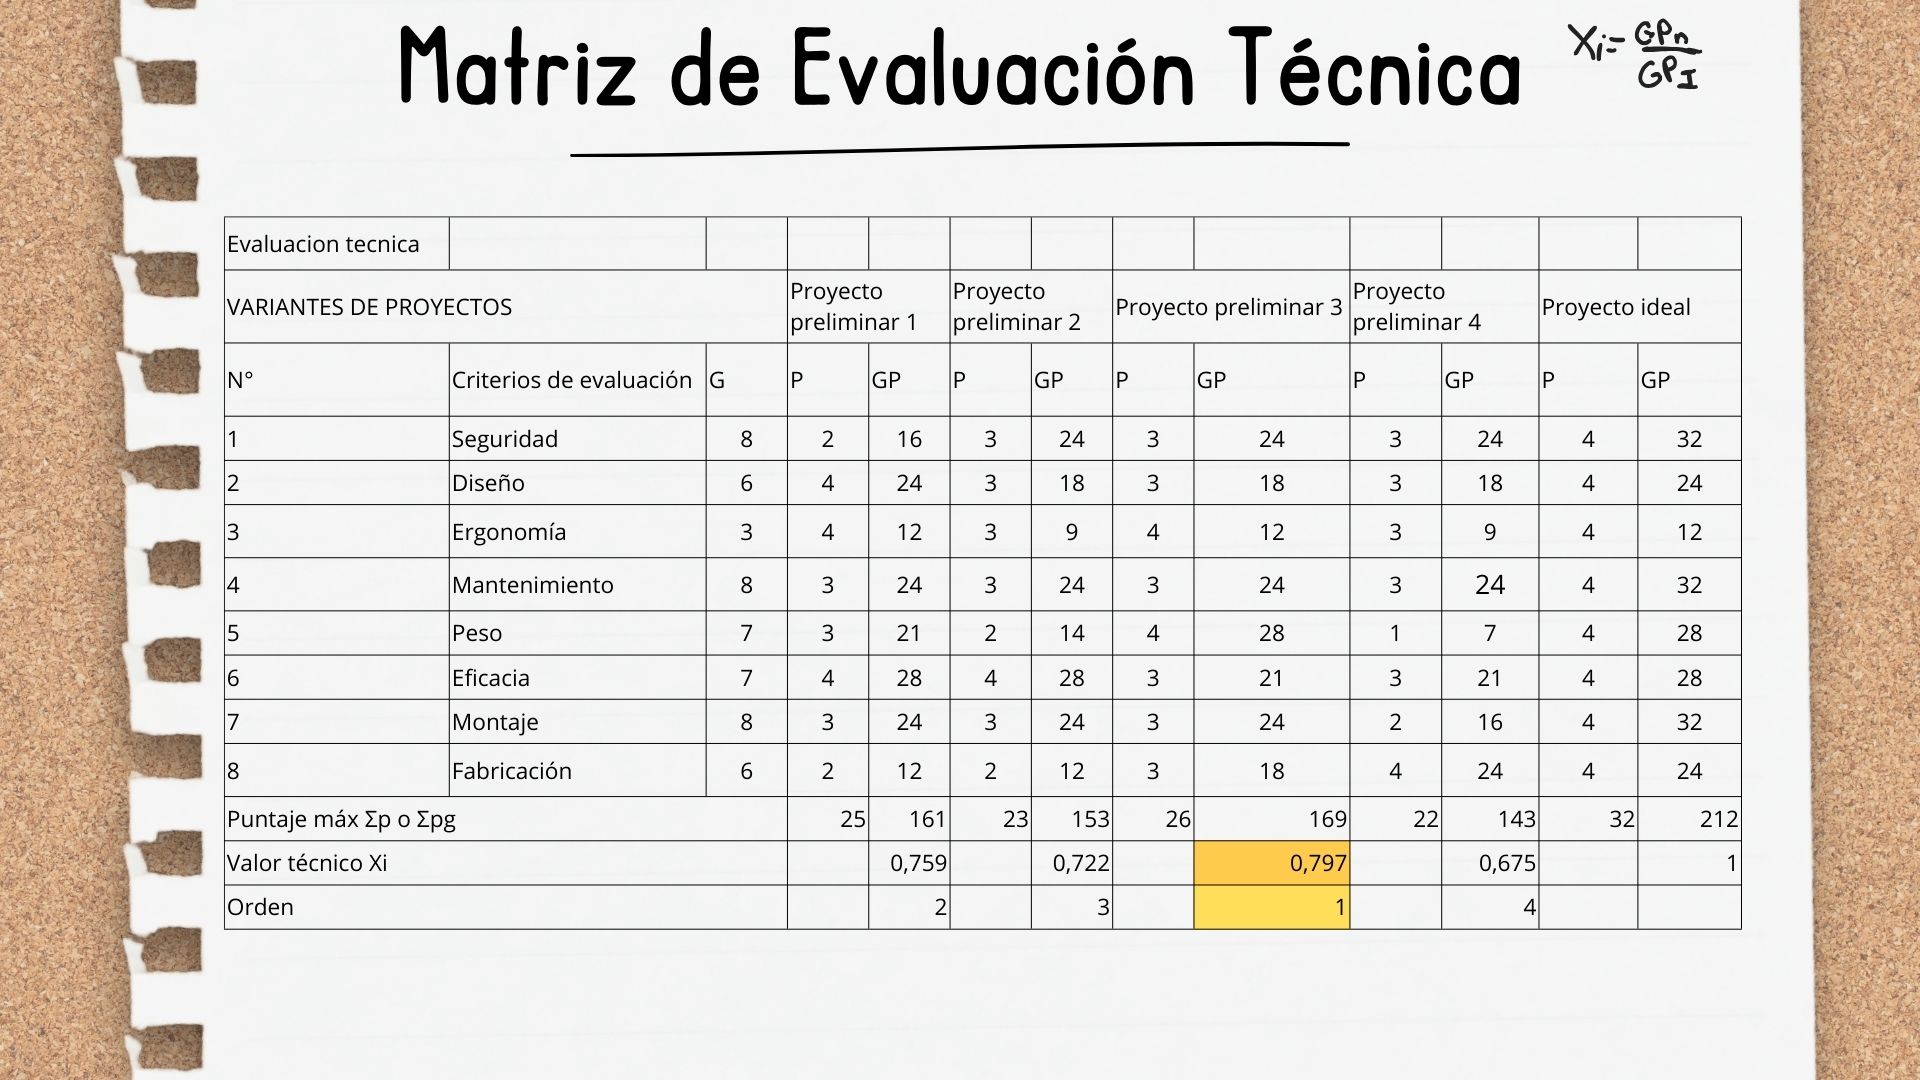 Matriz de Evaluación Técnica
Xi= GPn
GPI
Evaluacion tecnica
VARIANTES DE PROYECTOS Proyecto preliminar 1 Proyecto preliminar 2 Proyecto preliminar 3 Proyecto preliminar 4 Proyecto ideal
N° Criterios de evaluación G P GP P GP P GP P GP P GP
1 Seguridad 8 2 16 3 24 3 24 3 24 4 32
2 Diseño 6 4 24 3 18 3 18 3 18 4 24
3 Ergonomía 3 4 12 3 9 4 12 3 9 4 12
4 Mantenimiento 8 3 24 3 24 3 24 3 24 4 32
5 Peso 7 3 21 2 14 4 28 1 7 4 28
6 Eficacia 7 4 28 4 28 3 21 3 21 4 28
7 Montaje 8 3 24 3 24 3 24 2 16 4 32
8 Fabricación 6 2 12 2 12 3 18 4 24 4 24
Puntaje máx Σp o Σpg 25 161 23 153 26 169 22 143 32 212
Valor técnico Xi 0,759 0,722 0,797 0,675 1
Orden 2 3 1 4